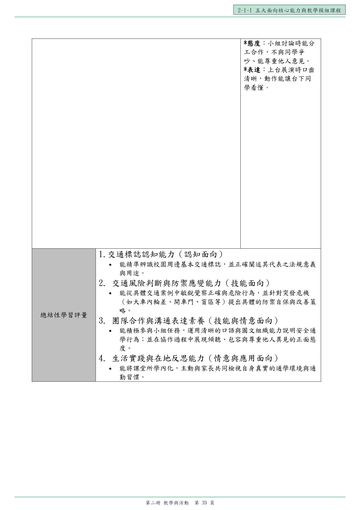 2-1-1 五大面向核心能力與教學模組課程
*態度：小組討論時能分
工合作，不與同學爭
吵、能尊重他人意見。
*表達：上台展演時口齒
清晰，動作能讓台下同
學看懂。
總結性學習評量
1. 交通標誌認知能力（認知面向）
• 能精準辨識校園周邊基本交通標誌，並正確闡述其代表之法規意義
與用途。
2. 交通風險判斷與防禦應變能力（技能面向）
• 能從具體交通案例中敏銳覺察正確與危險行為，並針對突發危機
（如大車內輪差、開車門、盲區等）提出具體的防禦自保與改善策
略。
3. 團隊合作與溝通表達素養（技能與情意面向）
• 能積極參與小組任務，運用清晰的口語與圖文組織能力說明安全通
學行為；並在協作過程中展現傾聽、包容與尊重他人異見的正面態
度。
4. 生活實踐與在地反思能力（情意與應用面向）
• 能將課堂所學內化，主動與家長共同檢視自身真實的通學環境與通
勤習慣。
第二冊 教學與活動 第 39 頁